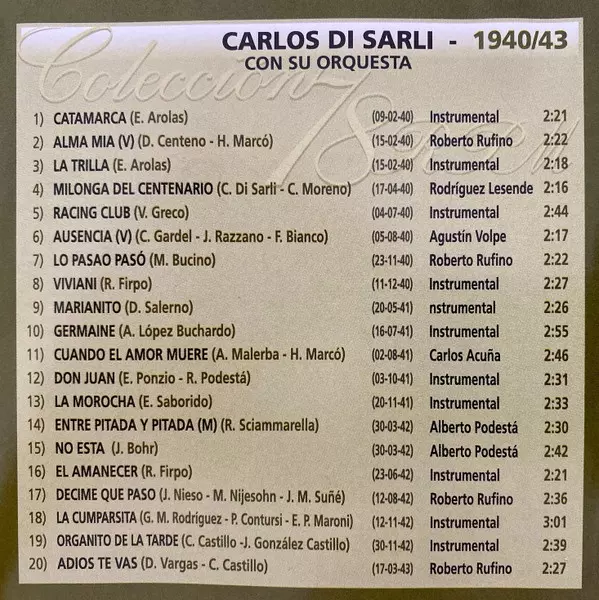 Colección 78 RPM
CARLOS DI SARLI - 1940/43
CON SU ORQUESTA
1) CATAMARCA (E. Arolas) (09-02-40) Instrumental 2:21
2) ALMA MIA (V) (D. Centeno - H. Marcó) (15-02-40) Roberto Rufino 2:22
3) LA TRILLA (E. Arolas) (15-02-40) Instrumental 2:18
4) MILONGA DEL CENTENARIO (C. Di Sarli - C. Moreno) (17-04-40) Rodríguez Lesende 2:16
5) RACING CLUB (V. Greco) (04-07-40) Instrumental 2:44
6) AUSENCIA (V) (C. Gardel - J. Razzano - F. Bianco) (05-08-40) Agustín Volpe 2:17
7) LO PASAO PASÓ (M. Bucino) (23-11-40) Roberto Rufino 2:22
8) VIVIANI (R. Firpo) (11-12-40) Instrumental 2:27
9) MARIANITO (D. Salerno) (20-05-41) nstrumental 2:26
10) GERMAINE (A. López Buchardo) (16-07-41) Instrumental 2:55
11) CUANDO EL AMOR MUERE (A. Malerba - H. Marcó) (02-08-41) Carlos Acuña 2:46
12) DON JUAN (E. Ponzio - R. Podestá) (03-10-41) Instrumental 2:31
13) LA MOROCHA (E. Saborido) (20-11-41) Instrumental 2:33
14) ENTRE PITADA Y PITADA (M) (R. Sciammarella) (30-03-42) Alberto Podestá 2:30
15) NO ESTA (J. Bohr) (30-03-42) Alberto Podestá 2:42
16) EL AMANECER (R. Firpo) (23-06-42) Instrumental 2:21
17) DECIME QUE PASO (J. Nieso - M. Nijesohn - J. M. Suñé) (12-08-42) Roberto Rufino 2:36
18) LA CUMPARSITA (G. M. Rodríguez - P. Contursi - E. P. Maroni) (12-11-42) Instrumental 3:01
19) ORGANITO DE LA TARDE (C. Castillo -J. González Castillo) (30-11-42) Instrumental 2:39
20) ADIOS TE VAS (D. Vargas - C. Castillo) (17-03-43) Roberto Rufino 2:27